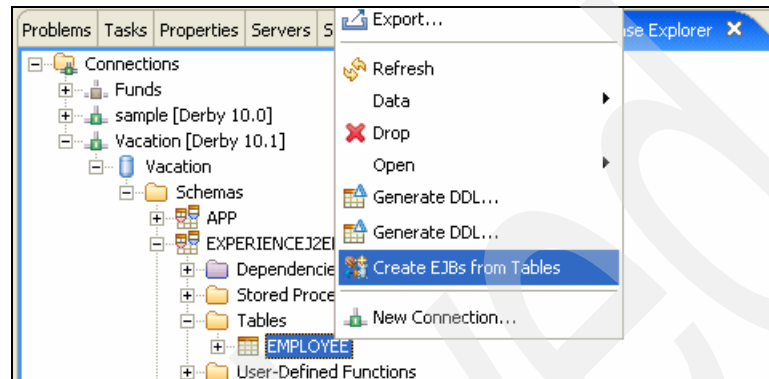 Problems Tasks Properties Servers S
se Explorer
Connections
Funds
sample [Derby 10.0]
Vacation [Derby 10.1]
Vacation
Schemas
APP
EXPERIENCEJ2E
Dependencie
Stored Proce
Tables
EMPLOYEE
User-Defined Functions
Export...
Refresh
Data
Drop
Open
Generate DDL...
Generate DDL...
Create EJBs from Tables
New Connection...